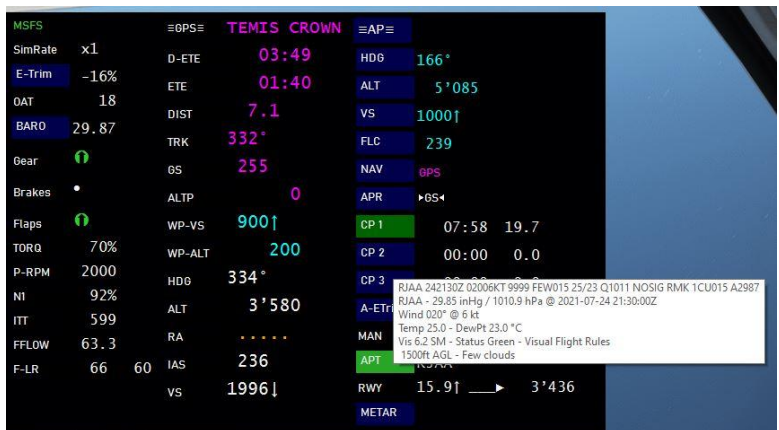 MSFS
SimRate x1
E-Trim -16%
OAT 18
BARO 29.87
Gear
Brakes
Flaps
TORQ 70%
P-RPM 2000
N1 92%
ITT 599
FFLOW 63.3
F-LR 66 60
≡GPS≡ TEMIS CROWN
D-ETE 03:49
ETE 01:40
DIST 7.1
TRK 332°
GS 255
ALTP 0
WP-VS 900↑
WP-ALT 200
HDG 334°
ALT 3'580
RA .....
IAS 236
VS 1996↓
≡AP≡
HDG 166°
ALT 5'085
VS 1000↑
FLC 239
NAV GPS
APR ▸GS◂
CP 1 07:58 19.7
CP 2 00:00 0.0
CP 3
A-ETri
MAN
APT RJAA
RWY 15.9↑ ___▸ 3'436
METAR
RJAA 242130Z 02006KT 9999 FEW015 25/23 Q1011 NOSIG RMK 1CU015 A2987
RJAA - 29.85 inHg / 1010.9 hPa @ 2021-07-24 21:30:00Z
Wind 020° @ 6 kt
Temp 25.0 - DewPt 23.0 °C
Vis 6.2 SM - Status Green - Visual Flight Rules
1500ft AGL - Few clouds